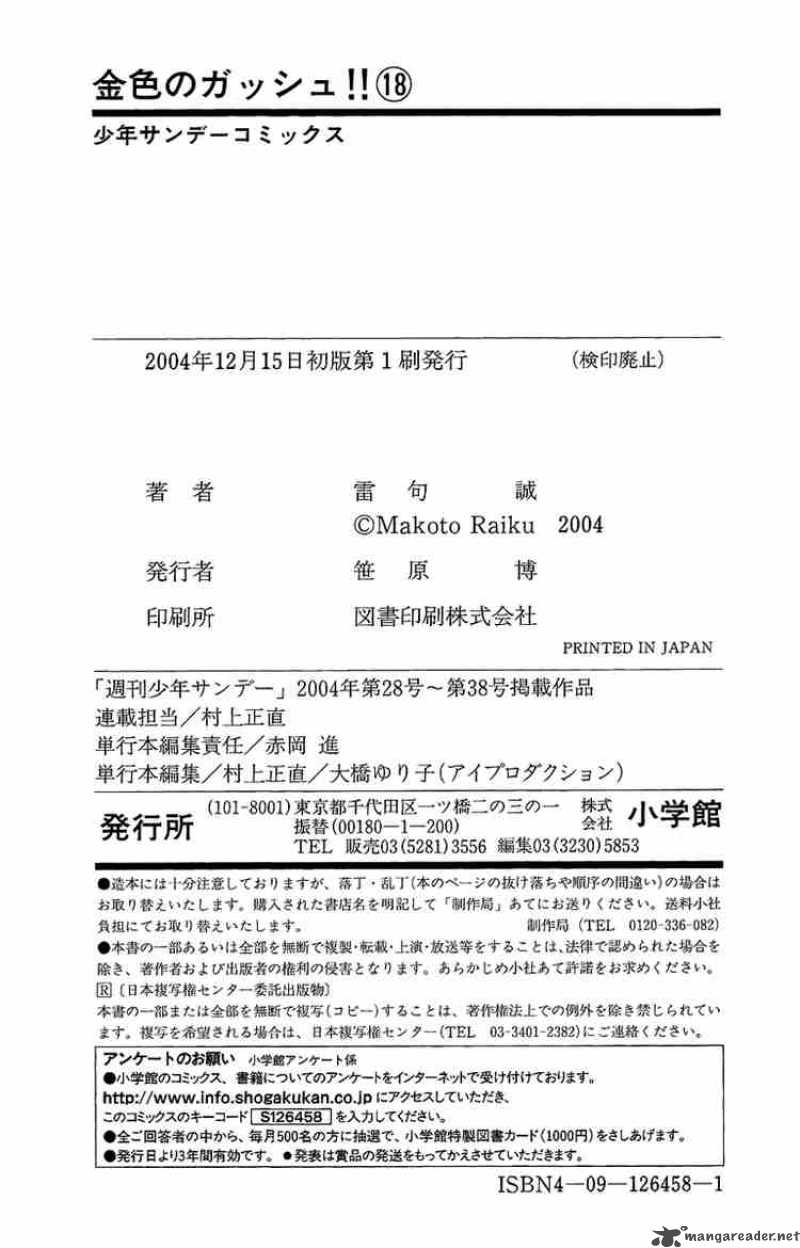 金色のガッシュ!!⑱
少年サンデーコミックス
2004年12月15日初版第1刷発行 (検印廃止)
著者 雷句誠
©Makoto Raiku 2004
発行者 笹原博
印刷所 図書印刷株式会社
PRINTED IN JAPAN
「週刊少年サンデー」2004年第28号～第38号掲載作品
連載担当／村上正直
単行本編集責任／赤岡 進
単行本編集／村上正直／大橋ゆり子(アイプロダクション)
発行所 (101-8001)東京都千代田区一ツ橋二の三の一 株式会社 小学館
振替(00180―1―200)
TEL 販売03(5281)3556 編集03(3230)5853
●造本には十分注意しておりますが、落丁・乱丁(本のページの抜け落ちや順序の間違い)の場合は
お取り替えいたします。購入された書店名を明記して「制作局」あてにお送りください。送料小社
負担にてお取り替えいたします。 制作局(TEL 0120-336-082)
●本書の一部あるいは全部を無断で複製・転載・上演・放送等をすることは、法律で認められた場合を
除き、著作者および出版者の権利の侵害となります。あらかじめ小社あて許諾をお求めください。
R〔日本複写権センター委託出版物〕
本書の一部または全部を無断で複写(コピー)することは、著作権法上での例外を除き禁じられてい
ます。複写を希望される場合は、日本複写権センター(TEL 03-3401-2382)にご連絡ください。
アンケートのお願い 小学館アンケート係
●小学館のコミックス、書籍についてのアンケートをインターネットで受け付けております。
http://www.info.shogakukan.co.jp にアクセスしていただき、
このコミックスのキーコード S126458 を入力してください。
●全ご回答者の中から、毎月500名の方に抽選で、小学館特製図書カード(1000円)をさしあげます。
●発行日より3年間有効です。 ●発表は賞品の発送をもってかえさせていただきます。
ISBN4―09―126458―1
mangareader.net